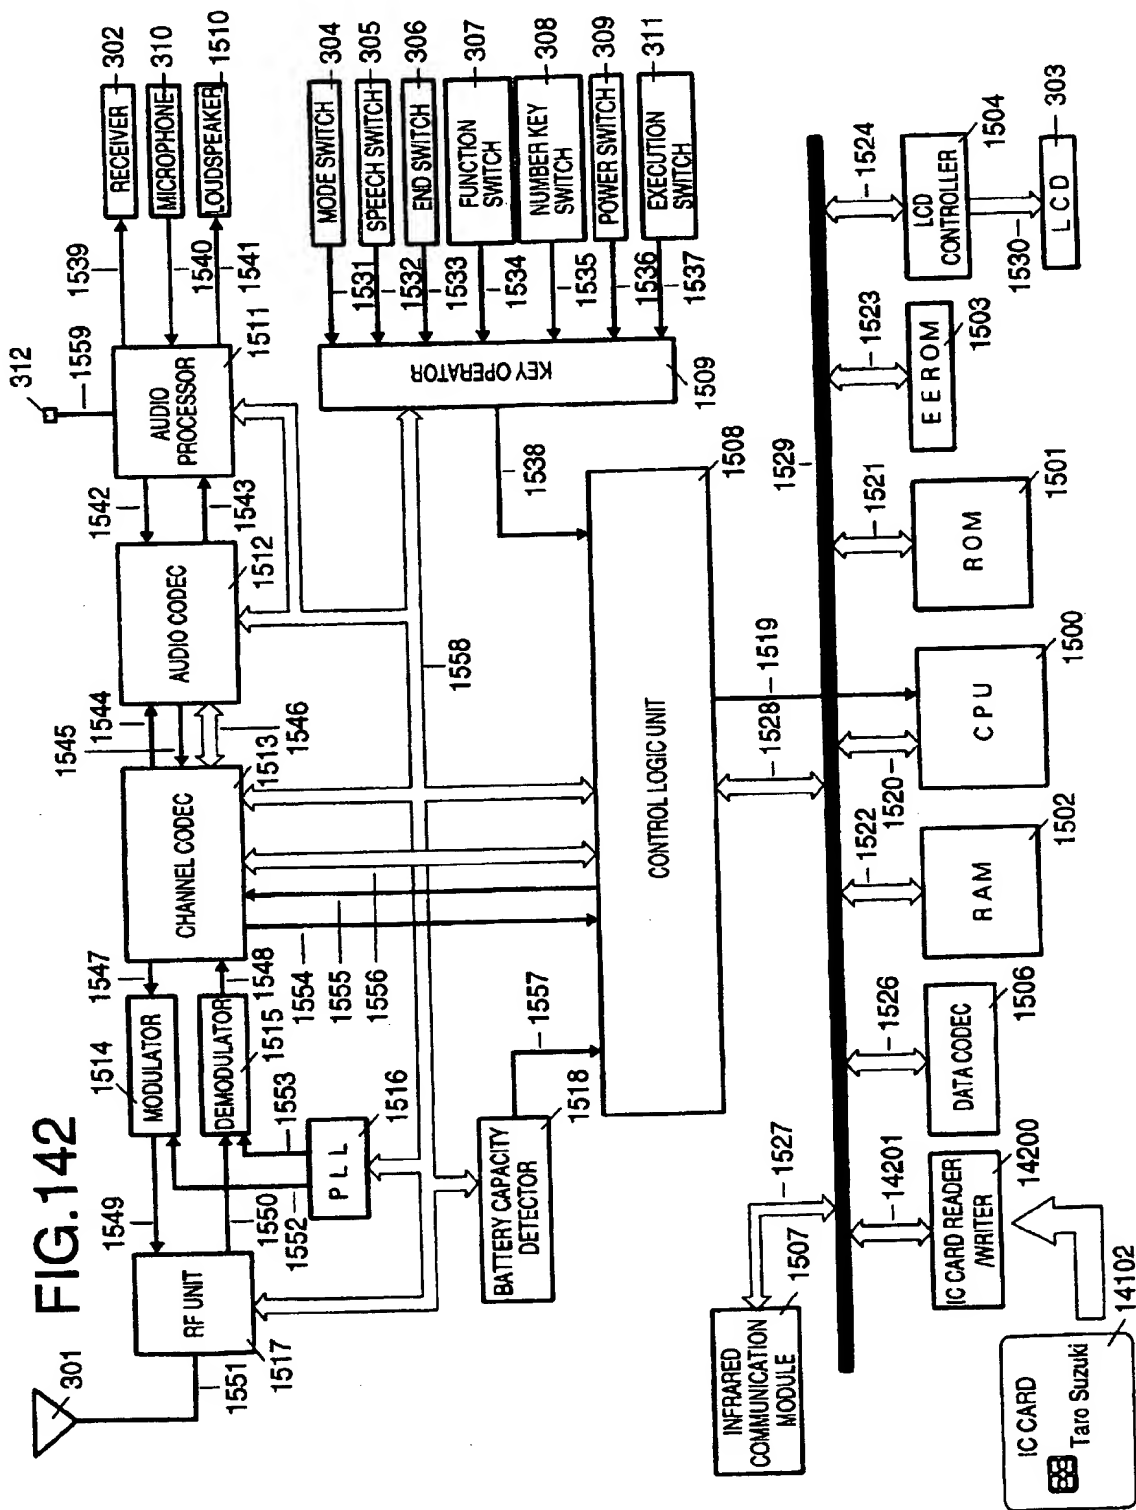 FIG.142
301
1551
RF UNIT
1517
1549
1550
1552
1553
1514
MODULATOR
DEMODULATOR
1515
PLL
1516
1547
1548
CHANNEL CODEC
1513
1545
1544
1546
AUDIO CODEC
1512
1542
1543
312
1559
AUDIO
PROCESSOR
1511
1539
1540
1541
RECEIVER
302
MICROPHONE
310
LOUDSPEAKER
1510
MODE SWITCH
304
SPEECH SWITCH
305
END SWITCH
306
FUNCTION
SWITCH
307
NUMBER KEY
SWITCH
308
POWER SWITCH
309
EXECUTION
SWITCH
311
1531
1532
1533
1534
1535
1536
1537
KEY OPERATOR
1509
1538
1558
1554
1555
1556
BATTERY CAPACITY
DETECTOR
1518
1557
CONTROL LOGIC UNIT
1508
1528
1519
1529
INFRARED
COMMUNICATION
MODULE
1507
1527
14201
1526
1522
1520
1521
1523
1524
IC CARD
Taro Suzuki
14102
IC CARD READER
/WRITER
14200
DATA CODEC
1506
RAM
1502
CPU
1500
ROM
1501
EEROM
1503
LCD
CONTROLLER
1504
1530
LCD
303